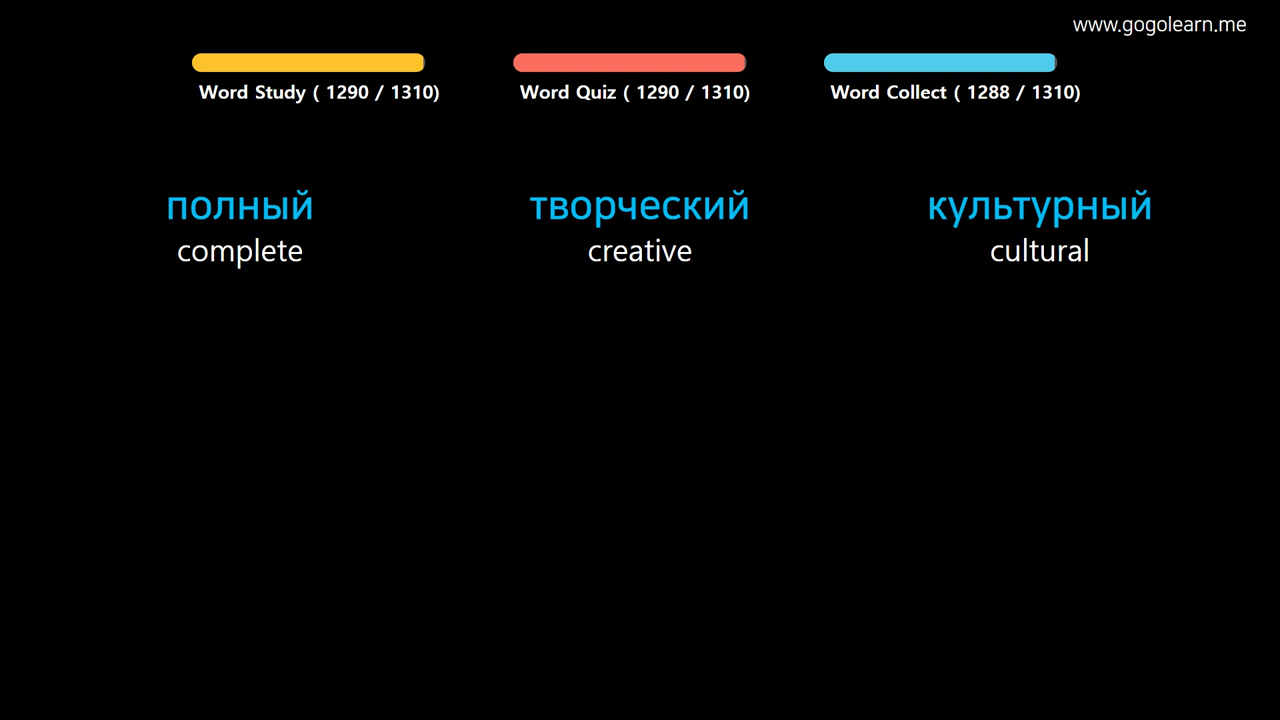 www.gogolearn.me
Word Study ( 1290 / 1310)
Word Quiz ( 1290 / 1310)
Word Collect ( 1288 / 1310)
полный
творческий
культурный
complete
creative
cultural